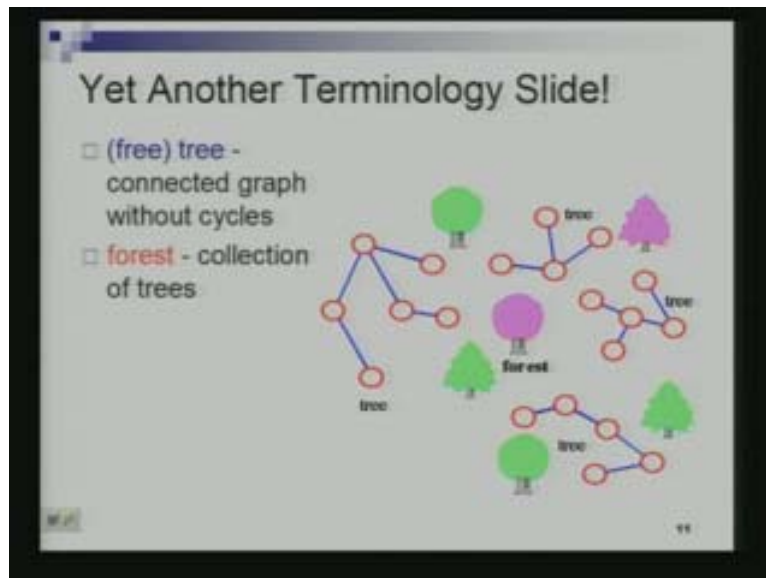 Yet Another Terminology Slide!
(free) tree -
connected graph
without cycles
forest - collection
of trees
tree
tree
forest
tree
tree
11